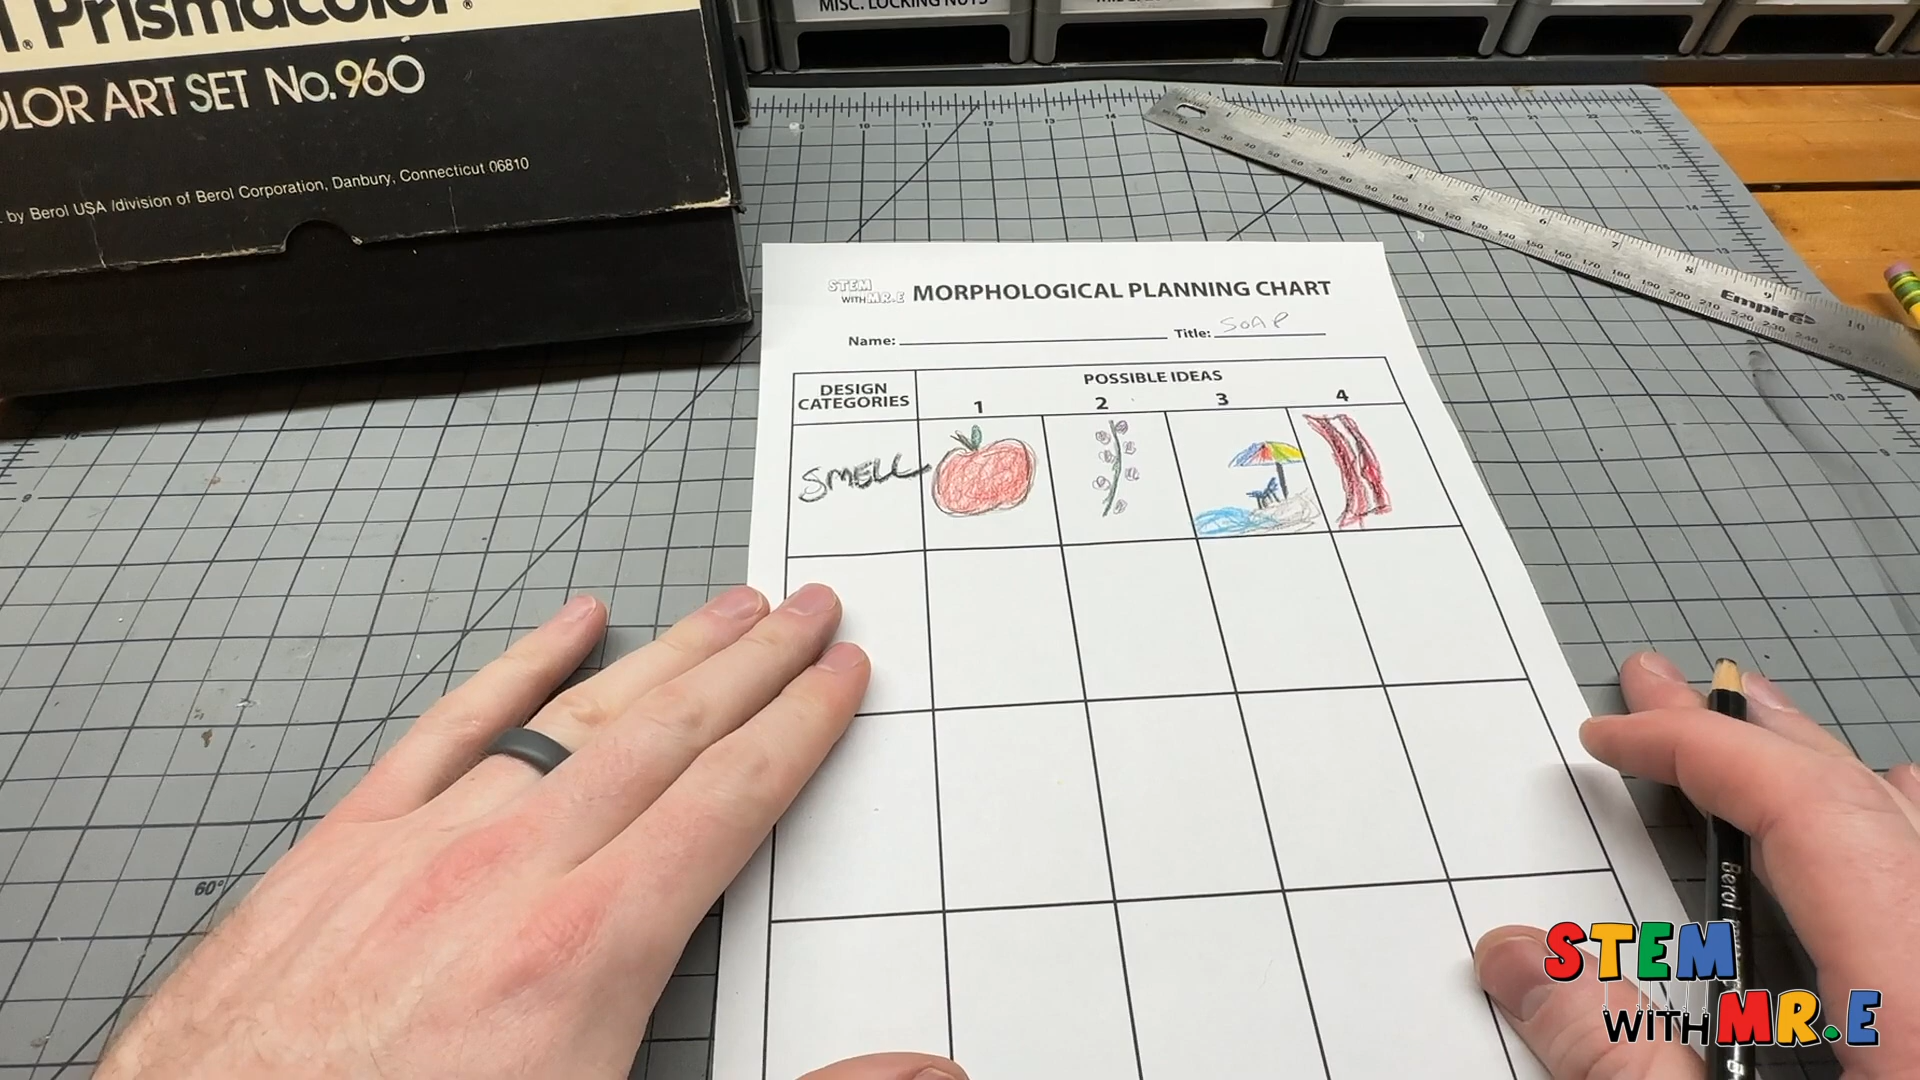 Prismacolor®
OLOR ART SET No.960
by Berol USA /division of Berol Corporation, Danbury, Connecticut 06810
MISC. LOCKING NUTS
STEM
WITH MR.E
MORPHOLOGICAL PLANNING CHART
Name: Title: SOAP
DESIGN
CATEGORIES
POSSIBLE IDEAS
1 2 3 4
SMELL
Empire
60°
Berol
STEM
WITH MR.E